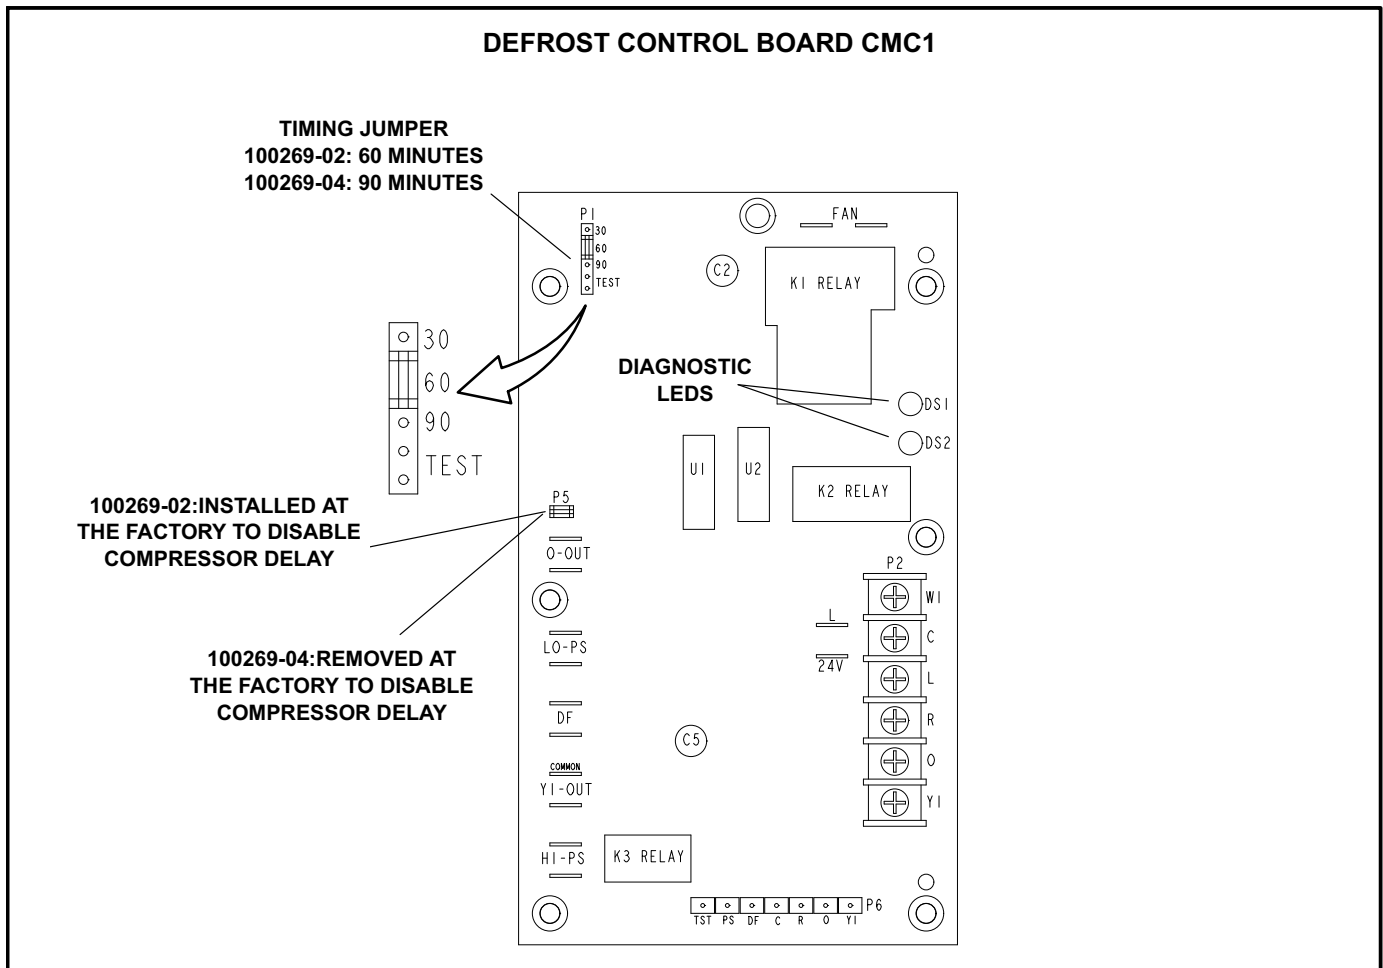 DEFROST CONTROL BOARD CMC1
TIMING JUMPER
100269-02: 60 MINUTES
100269-04: 90 MINUTES
P1
30
60
90
TEST
FAN
C2
K1 RELAY
30
60
90
TEST
DIAGNOSTIC
LEDS
DS1
DS2
U1
U2
K2 RELAY
100269-02:INSTALLED AT
THE FACTORY TO DISABLE
COMPRESSOR DELAY
P5
O-OUT
P2
W1
C
L
R
O
Y1
L
24V
LO-PS
100269-04:REMOVED AT
THE FACTORY TO DISABLE
COMPRESSOR DELAY
DF
C5
COMMON
Y1-OUT
HI-PS
K3 RELAY
P6
TST PS DF C R O Y1